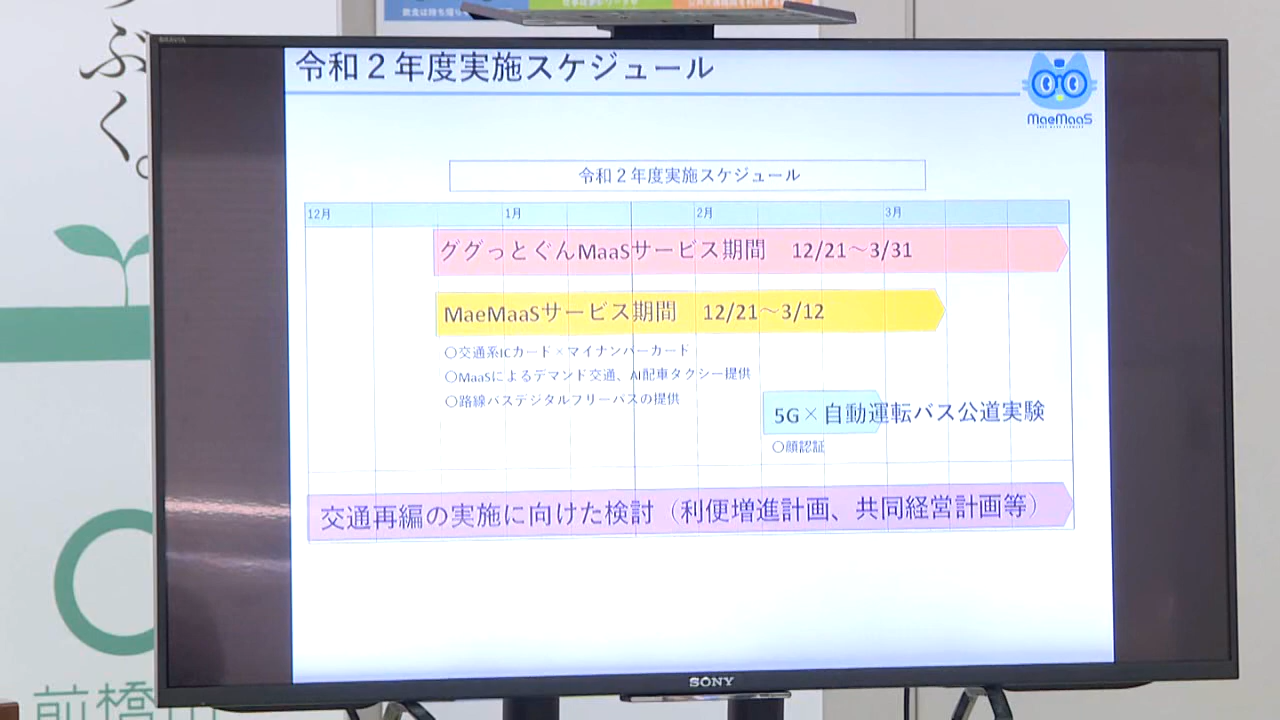 ぶく。
BRAVIA
令和２年度実施スケジュール
MaeMaaS
令和２年度実施スケジュール
12月 1月 2月 3月
ググっとぐんMaaSサービス期間 12/21～3/31
MaeMaaSサービス期間 12/21～3/12
〇交通系ICカード×マイナンバーカード
〇MaaSによるデマンド交通、AI配車タクシー提供
〇路線バスデジタルフリーパスの提供
5G×自動運転バス公道実験
〇顔認証
交通再編の実施に向けた検討（利便増進計画、共同経営計画等）
SONY
前橋